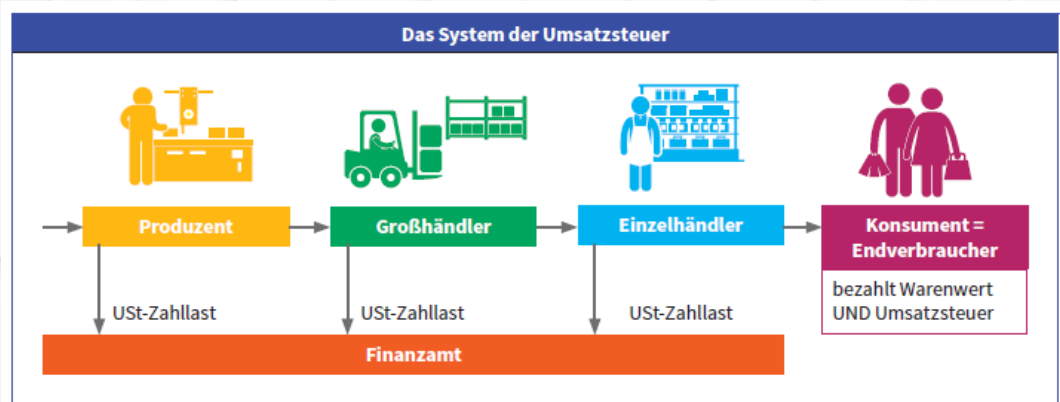 Das System der Umsatzsteuer
Produzent
Großhändler
Einzelhändler
Konsument =
Endverbraucher
bezahlt Warenwert
UND Umsatzsteuer
USt-Zahllast
USt-Zahllast
USt-Zahllast
Finanzamt